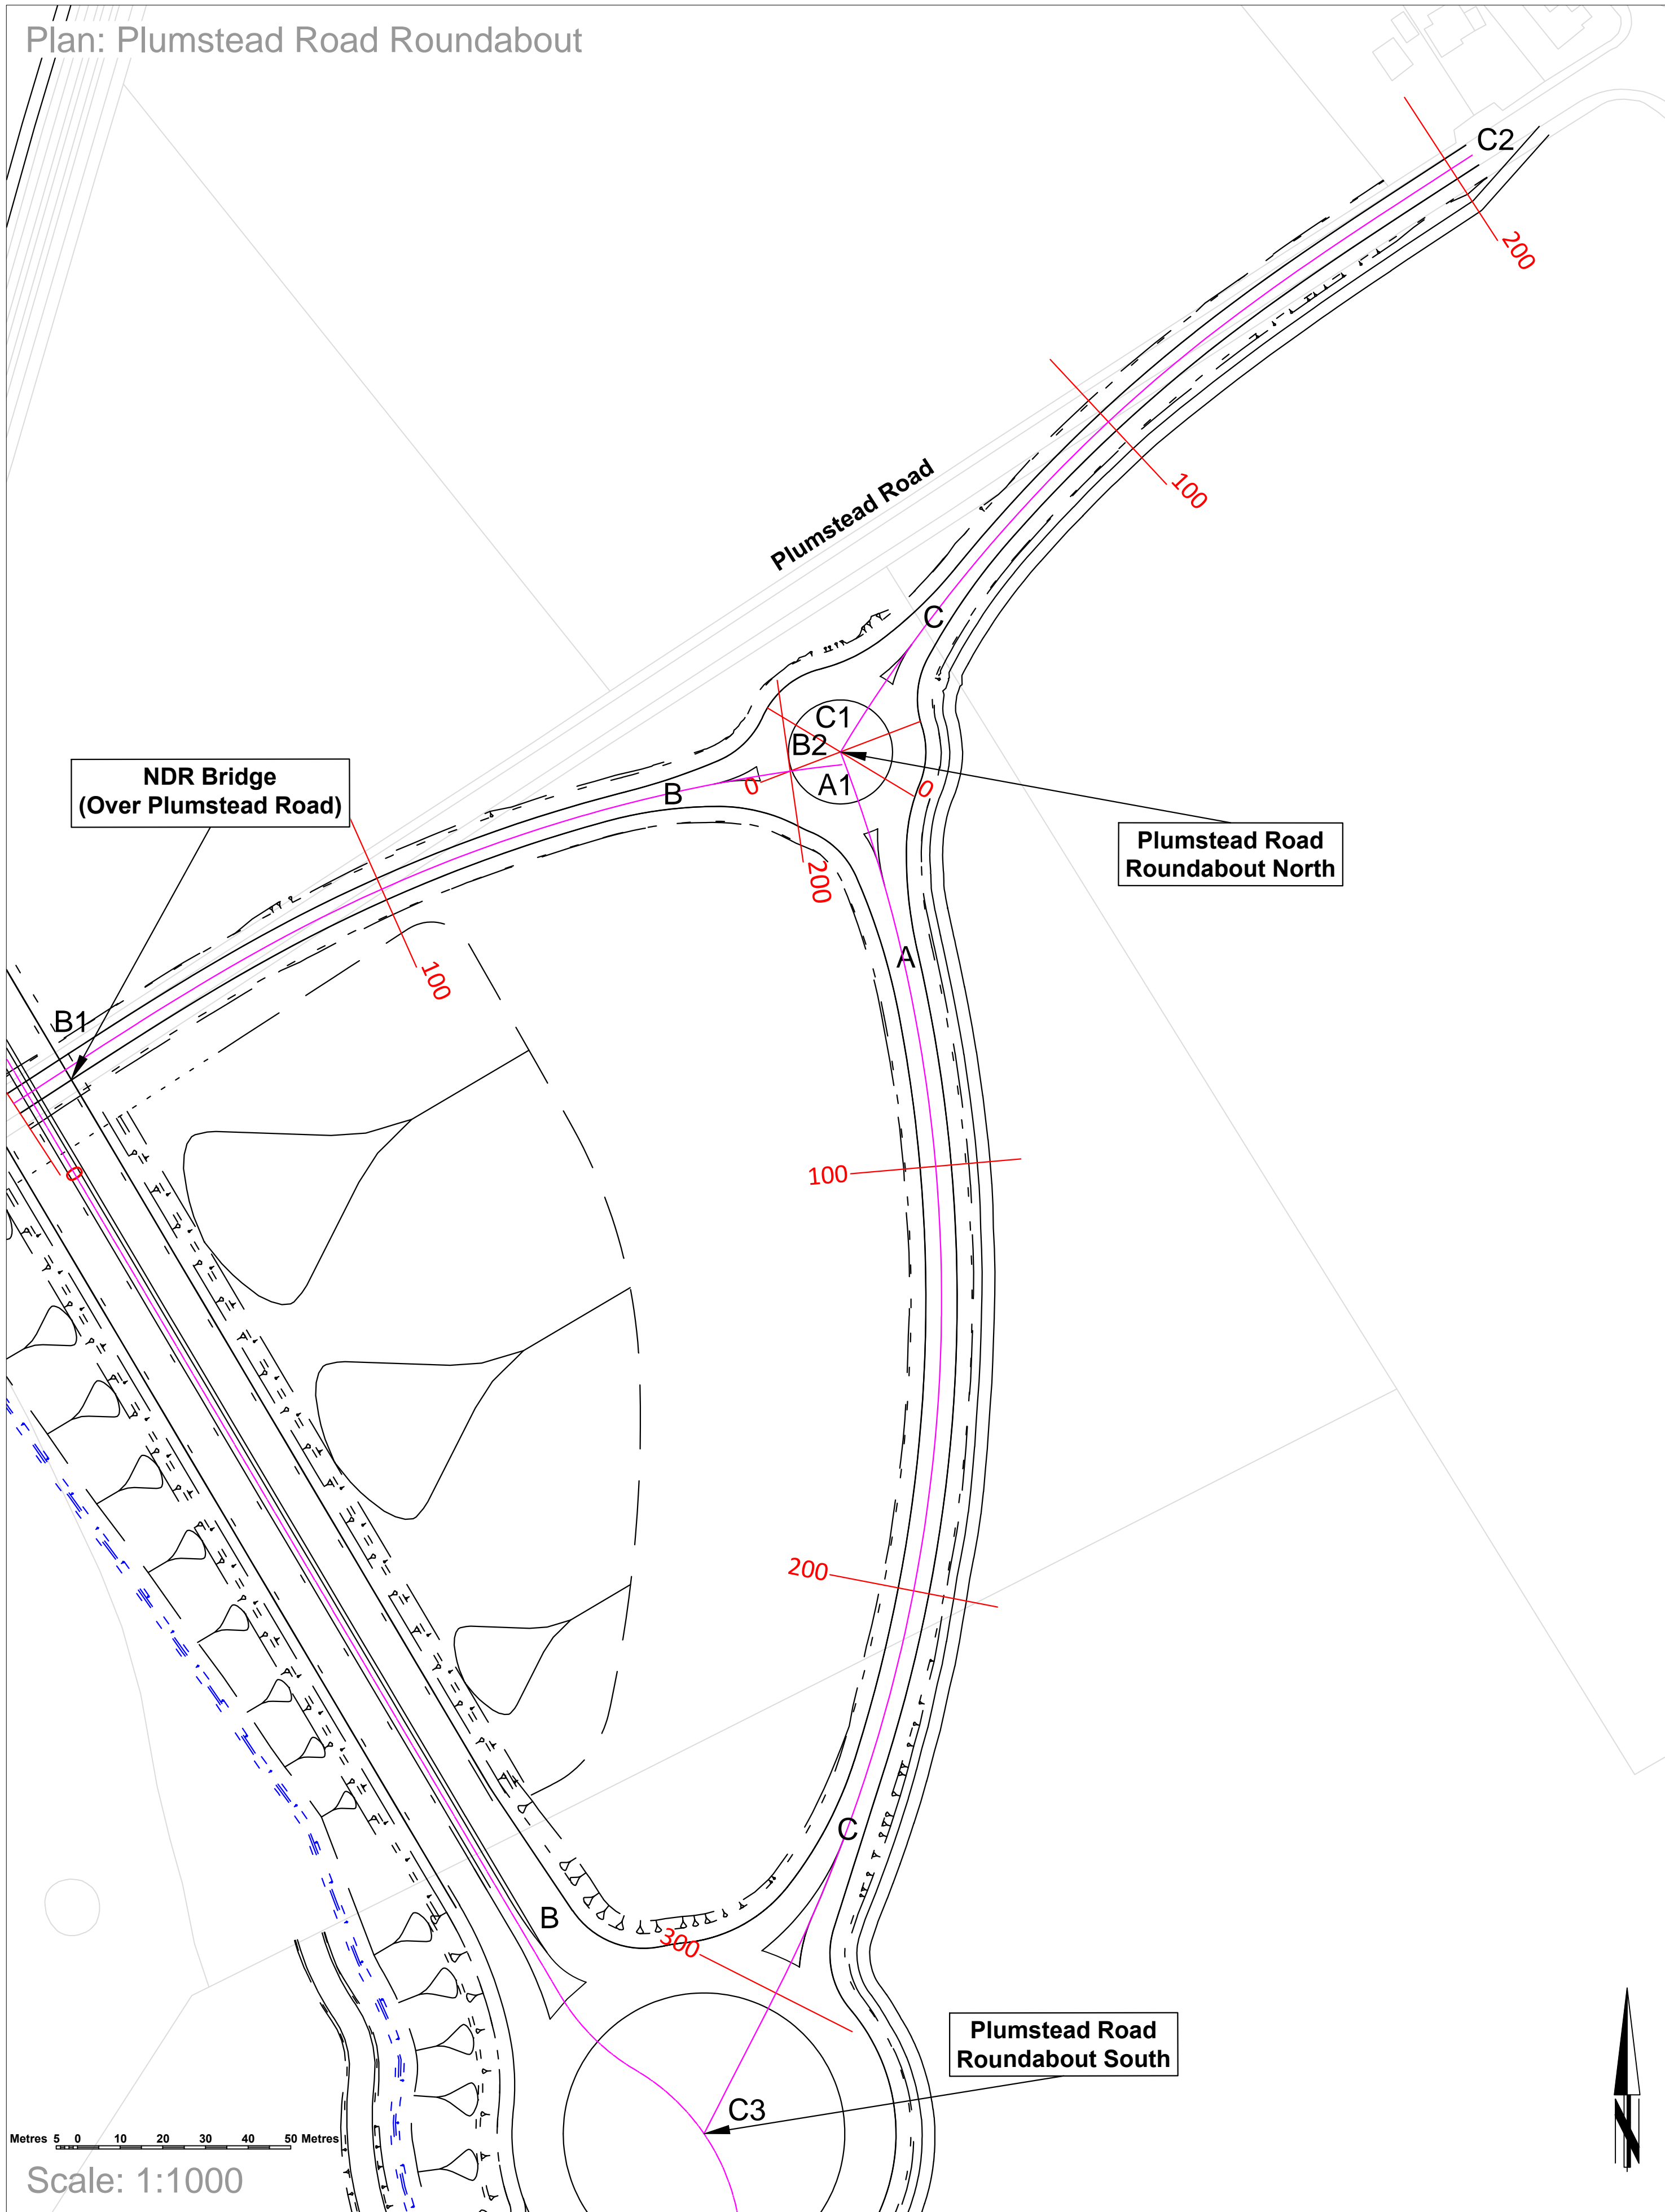 Plan: Plumstead Road Roundabout
C2
200
100
Plumstead Road
C
C1
B2
A1
0
0
B
200
NDR Bridge
(Over Plumstead Road)
Plumstead Road
Roundabout North
100
A
B1
0
100
200
C
B
300
Plumstead Road
Roundabout South
C3
N
Metres 5 0 10 20 30 40 50 Metres
Scale: 1:1000